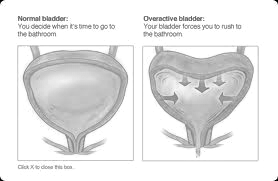 Normal bladder:
You decide when it's time to go to
the bathroom
Overactive bladder:
Your bladder forces you to rush to
the bathroom
Click X to close this box.